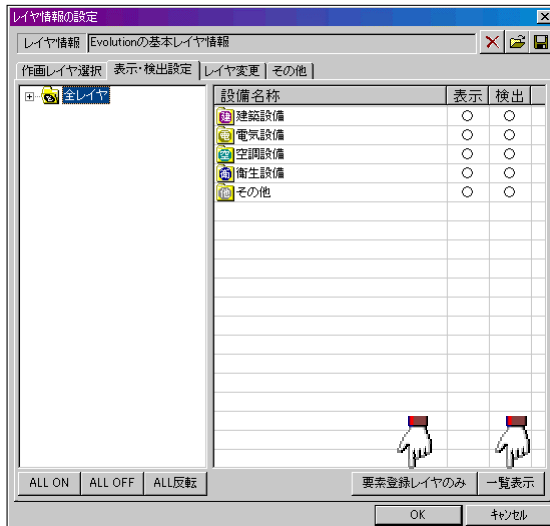 レイヤ情報の設定
レイヤ情報 Evolutionの基本レイヤ情報
作画レイヤ選択 表示・検出設定 レイヤ変更 その他
全レイヤ
設備名称 表示 検出
建 建築設備 ○ ○
電 電気設備 ○ ○
空 空調設備 ○ ○
衛 衛生設備 ○ ○
他 その他 ○ ○
ALL ON ALL OFF ALL反転 要素登録レイヤのみ 一覧表示
OK キャンセル